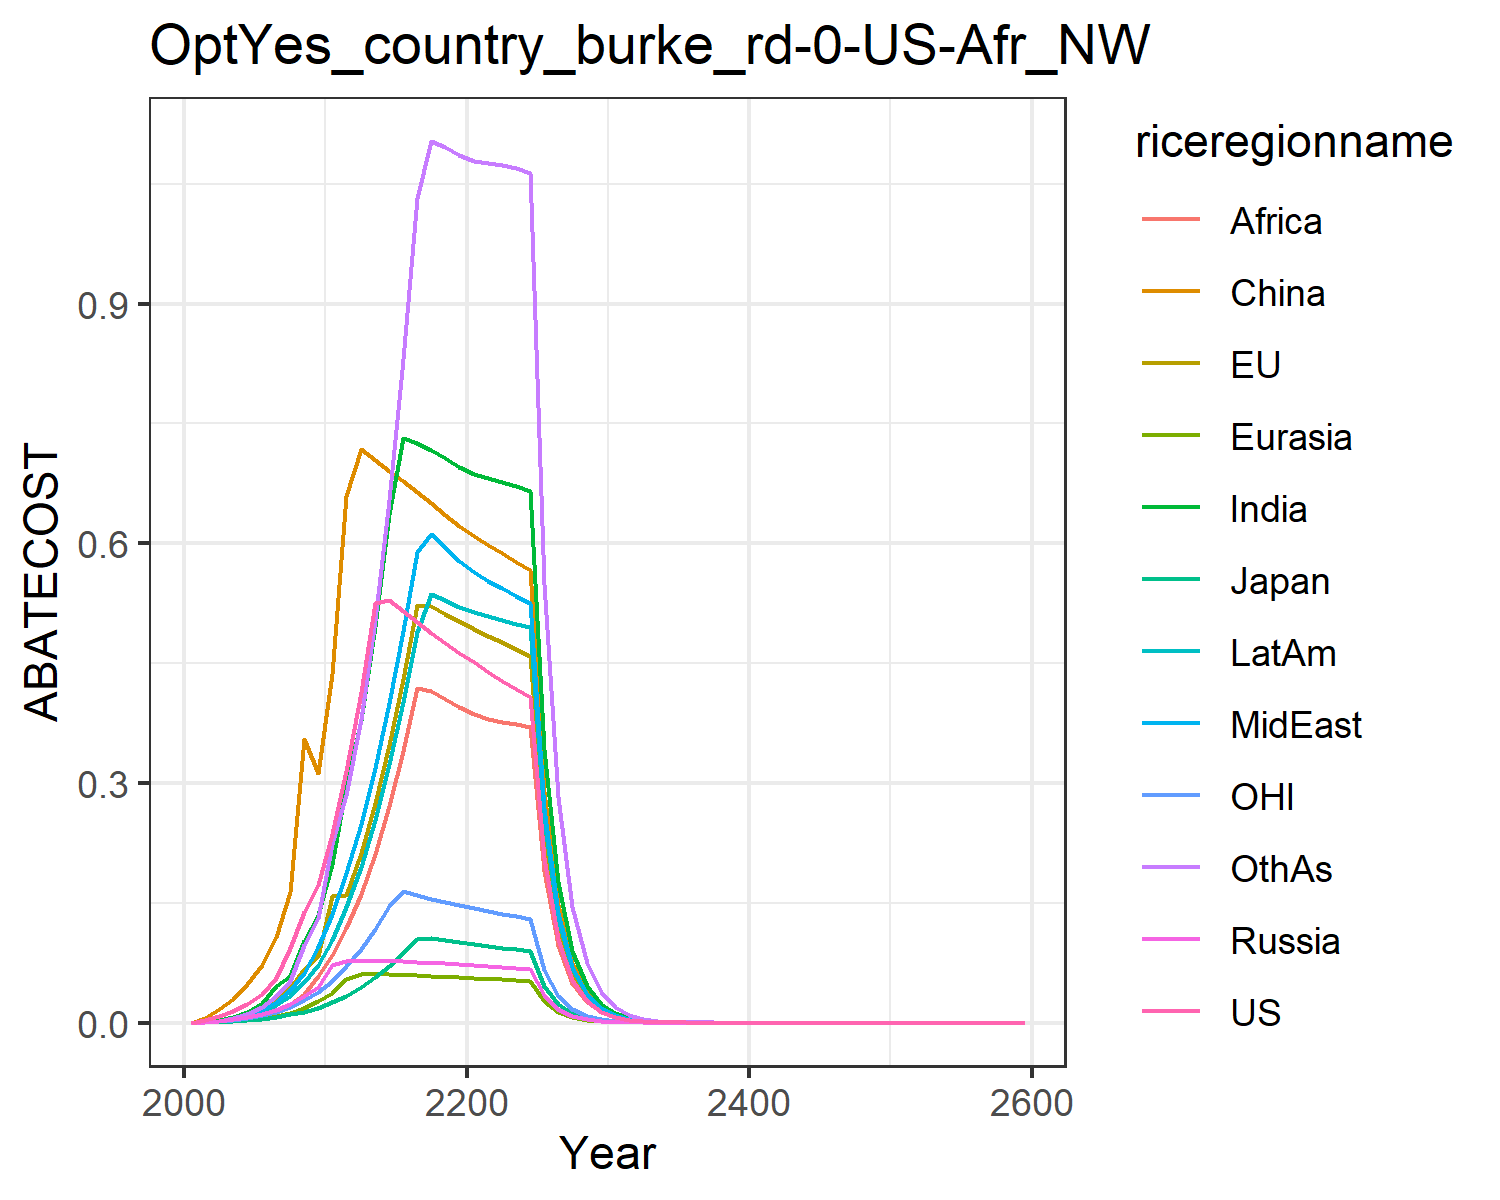 OptYes_country_burke_rd-0-US-Afr_NW
ABATECOST
0.9
0.6
0.3
0.0
2000
2200
2400
2600
Year
riceregionname
Africa
China
EU
Eurasia
India
Japan
LatAm
MidEast
OHI
OthAs
Russia
US